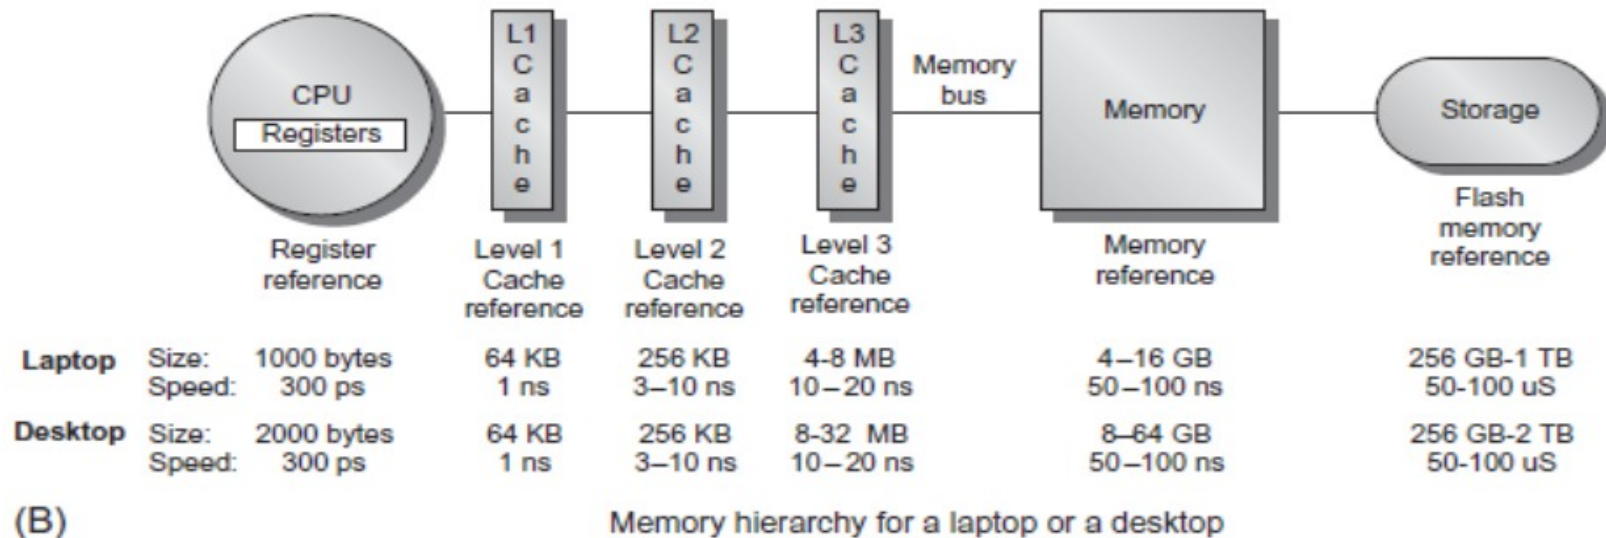 CPU
Registers
L1
C
a
c
h
e
L2
C
a
c
h
e
L3
C
a
c
h
e
Memory
bus
Memory
Storage
Register
reference
Level 1
Cache
reference
Level 2
Cache
reference
Level 3
Cache
reference
Memory
reference
Flash
memory
reference
Laptop Size: 1000 bytes 64 KB 256 KB 4-8 MB 4–16 GB 256 GB-1 TB
Speed: 300 ps 1 ns 3–10 ns 10–20 ns 50–100 ns 50-100 uS
Desktop Size: 2000 bytes 64 KB 256 KB 8-32 MB 8–64 GB 256 GB-2 TB
Speed: 300 ps 1 ns 3–10 ns 10–20 ns 50–100 ns 50-100 uS
(B) Memory hierarchy for a laptop or a desktop